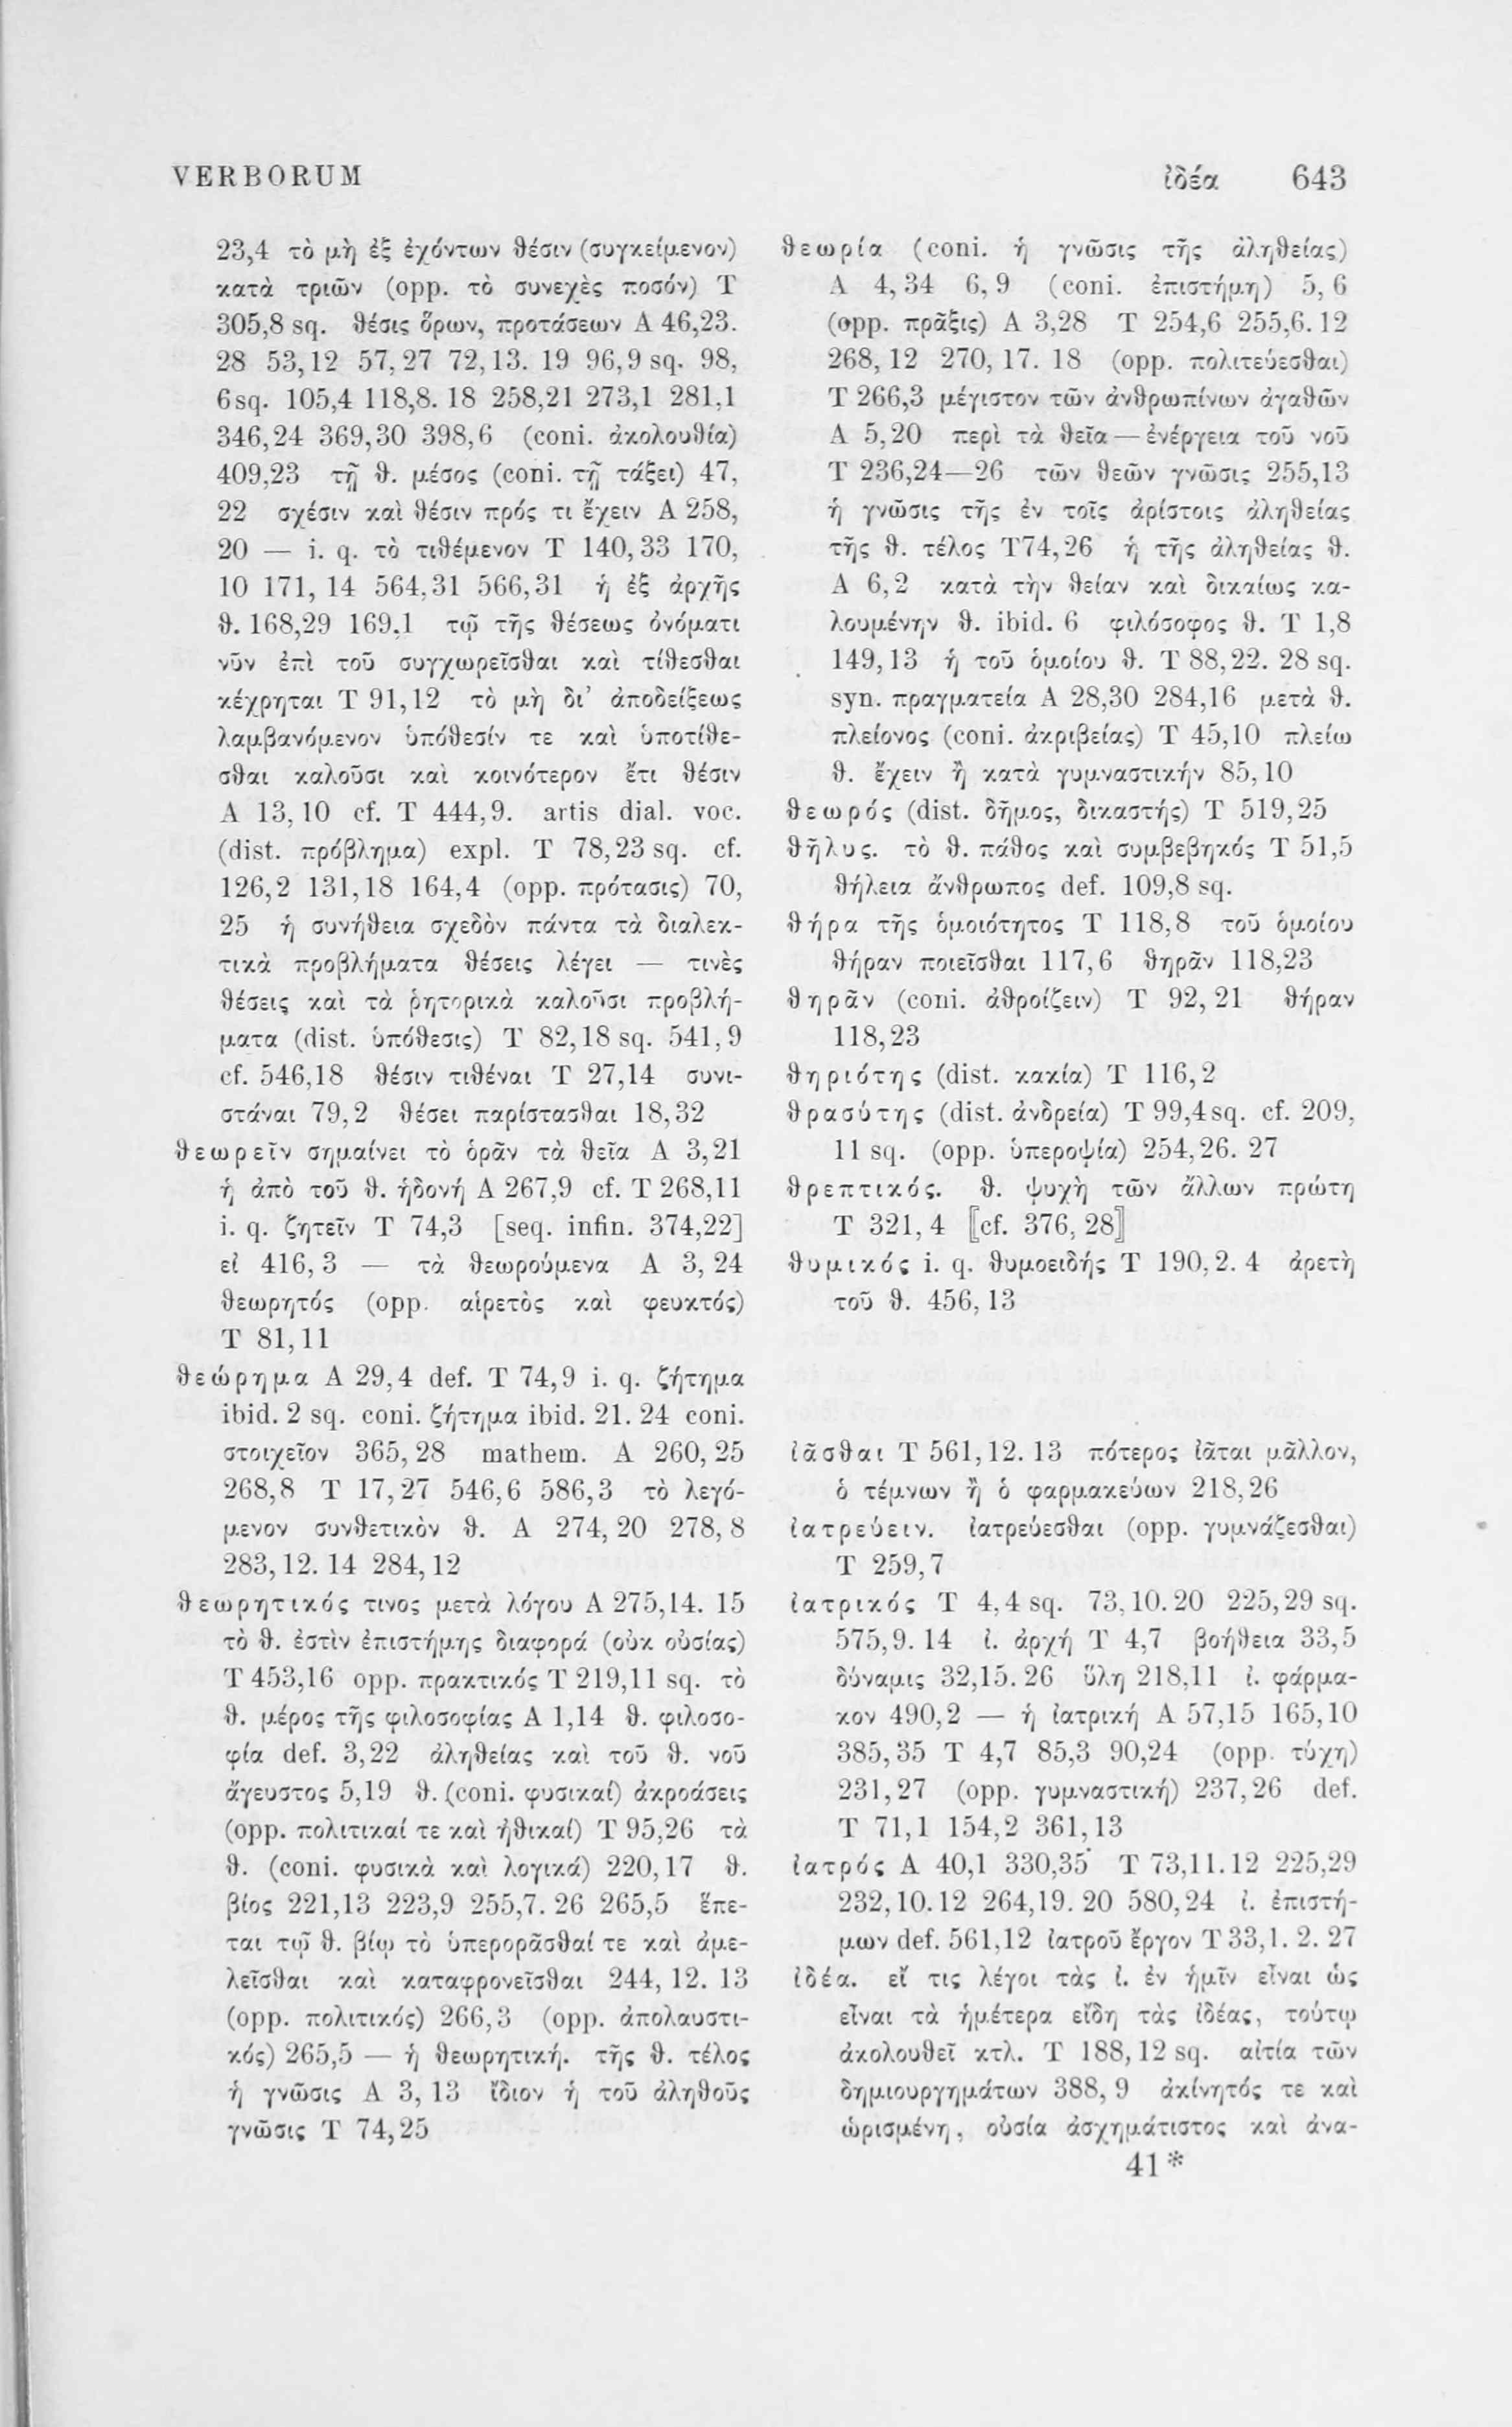 VERBORUM
ἰδέα 643
23,4 τὸ μὴ ἐξ ἐχόντων θέσιν (συγκείμενον)
κατὰ τριῶν (opp. τὸ συνεχὲς ποσόν) T
305,8 sq. θέσις ὅρων, προτάσεων A 46,23.
28 53,12 57,27 72,13. 19 96,9 sq. 98,
6 sq. 105,4 118,8. 18 258,21 273,1 281,1
346,24 369,30 398,6 (coni. ἀκολουθία)
409,23 τῇ θ. μέσος (coni. τῇ τάξει) 47,
22 σχέσιν καὶ θέσιν πρός τι ἔχειν A 258,
20 — i. q. τὸ τιθέμενον T 140,33 170,
10 171, 14 564,31 566,31 ἡ ἐξ ἀρχῆς
θ. 168,29 169,1 τῷ τῆς θέσεως ὀνόματι
νῦν ἐπὶ τοῦ συγχωρεῖσθαι καὶ τίθεσθαι
κέχρηται T 91,12 τὸ μὴ δι’ ἀποδείξεως
λαμβανόμενον ὑπόθεσίν τε καὶ ὑποτίθε-
σθαι καλοῦσι καὶ κοινότερον ἔτι θέσιν
A 13,10 cf. T 444,9. artis dial. voc.
(dist. πρόβλημα) expl. T 78,23 sq. cf.
126,2 131,18 164,4 (opp. πρότασις) 70,
25 ἡ συνήθεια σχεδὸν πάντα τὰ διαλεκ-
τικὰ προβλήματα θέσεις λέγει — τινὲς
θέσεις καὶ τὰ ῥητορικὰ καλοῦσι προβλή-
ματα (dist. ὑπόθεσις) T 82,18 sq. 541,9
cf. 546,18 θέσιν τιθέναι T 27,14 συνι-
στάναι 79,2 θέσει παρίστασθαι 18,32
θεωρεῖν σημαίνει τὸ ὁρᾶν τὰ θεῖα A 3,21
ἡ ἀπὸ τοῦ θ. ἡδονή A 267,9 cf. T 268,11
i. q. ζητεῖν T 74,3 [seq. infin. 374,22]
εἰ 416,3 — τὰ θεωρούμενα A 3,24
θεωρητός (opp. αἱρετὸς καὶ φευκτός)
T 81,11
θεώρημα A 29,4 def. T 74,9 i. q. ζήτημα
ibid. 2 sq. coni. ζήτημα ibid. 21. 24 coni.
στοιχεῖον 365,28 mathem. A 260,25
268,8 T 17,27 546,6 586,3 τὸ λεγό-
μενον συνθετικὸν θ. A 274,20 278,8
283,12. 14 284,12
θεωρητικός τινος μετὰ λόγου A 275,14. 15
τὸ θ. ἐστὶν ἐπιστήμης διαφορά (οὐκ οὐσίας)
T 453,16 opp. πρακτικός T 219,11 sq. τὸ
θ. μέρος τῆς φιλοσοφίας A 1,14 θ. φιλοσο-
φία def. 3,22 ἀληθείας καὶ τοῦ θ. νοῦ
ἄγευστος 5,19 θ. (coni. φυσικαί) ἀκροάσεις
(opp. πολιτικαί τε καὶ ἠθικαί) T 95,26 τὰ
θ. (coni. φυσικὰ καὶ λογικά) 220,17 θ.
βίος 221,13 223,9 255,7. 26 265,5 ἕπε-
ται τῷ θ. βίῳ τὸ ὑπερορᾶσθαί τε καὶ ἀμε-
λεῖσθαι καὶ καταφρονεῖσθαι 244,12. 13
(opp. πολιτικός) 266,3 (opp. ἀπολαυστι-
κός) 265,5 — ἡ θεωρητική. τῆς θ. τέλος
ἡ γνῶσις A 3,13 ἴδιον ἡ τοῦ ἀληθοῦς
γνῶσις T 74,25
θεωρία (coni. ἡ γνῶσις τῆς ἀληθείας)
A 4,34 6,9 (coni. ἐπιστήμη) 5,6
(opp. πρᾶξις) A 3,28 T 254,6 255,6. 12
268,12 270,17. 18 (opp. πολιτεύεσθαι)
T 266,3 μέγιστον τῶν ἀνθρωπίνων ἀγαθῶν
A 5,20 περὶ τὰ θεῖα — ἐνέργεια τοῦ νοῦ
T 236,24—26 τῶν θεῶν γνῶσις 255,13
ἡ γνῶσις τῆς ἐν τοῖς ἀρίστοις ἀληθείας
τῆς θ. τέλος T 74,26 ἡ τῆς ἀληθείας θ.
A 6,2 κατὰ τὴν θείαν καὶ δικαίως κα-
λουμένην θ. ibid. 6 φιλόσοφος θ. T 1,8
149,13 ἡ τοῦ ὁμοίου θ. T 88,22. 28 sq.
syn. πραγματεία A 28,30 284,16 μετὰ θ.
πλείονος (coni. ἀκριβείας) T 45,10 πλείω
θ. ἔχειν ἢ κατὰ γυμναστικήν 85,10
θεωρός (dist. δῆμος, δικαστής) T 519,25
θῆλυς. τὸ θ. πάθος καὶ συμβεβηκός T 51,5
θήλεια ἄνθρωπος def. 109,8 sq.
θήρα τῆς ὁμοιότητος T 118,8 τοῦ ὁμοίου
θήραν ποιεῖσθαι 117,6 θηρᾶν 118,23
θηρᾶν (coni. ἀθροίζειν) T 92,21 θήραν
118,23
θηριότης (dist. κακία) T 116,2
θρασύτης (dist. ἀνδρεία) T 99,4 sq. cf. 209,
11 sq. (opp. ὑπεροψία) 254,26. 27
θρεπτικός. θ. ψυχὴ τῶν ἄλλων πρώτη
T 321,4 ⟦cf. 376,28⟧
θυμικός i. q. θυμοειδής T 190,2. 4 ἀρετὴ
τοῦ θ. 456,13
ἰᾶσθαι T 561,12. 13 πότερος ἰᾶται μᾶλλον,
ὁ τέμνων ἢ ὁ φαρμακεύων 218,26
ἰατρεύειν. ἰατρεύεσθαι (opp. γυμνάζεσθαι)
T 259,7
ἰατρικός T 4,4 sq. 73,10. 20 225,29 sq.
575,9. 14 ἰ. ἀρχή T 4,7 βοήθεια 33,5
δύναμις 32,15. 26 ὕλη 218,11 ἰ. φάρμα-
κον 490,2 — ἡ ἰατρική A 57,15 165,10
385,35 T 4,7 85,3 90,24 (opp. τύχη)
231,27 (opp. γυμναστική) 237,26 def.
T 71,1 154,2 361,13
ἰατρός A 40,1 330,35 T 73,11. 12 225,29
232,10. 12 264,19. 20 580,24 ἰ. ἐπιστή-
μων def. 561,12 ἰατροῦ ἔργον T 33,1. 2. 27
ἰδέα. εἴ τις λέγοι τὰς ἰ. ἐν ἡμῖν εἶναι ὡς
εἶναι τὰ ἡμέτερα εἴδη τὰς ἰδέας, τούτῳ
ἀκολουθεῖ κτλ. T 188,12 sq. αἰτία τῶν
δημιουργημάτων 388,9 ἀκίνητός τε καὶ
ὡρισμένη, οὐσία ἀσχημάτιστος καὶ ἀνα-
41*